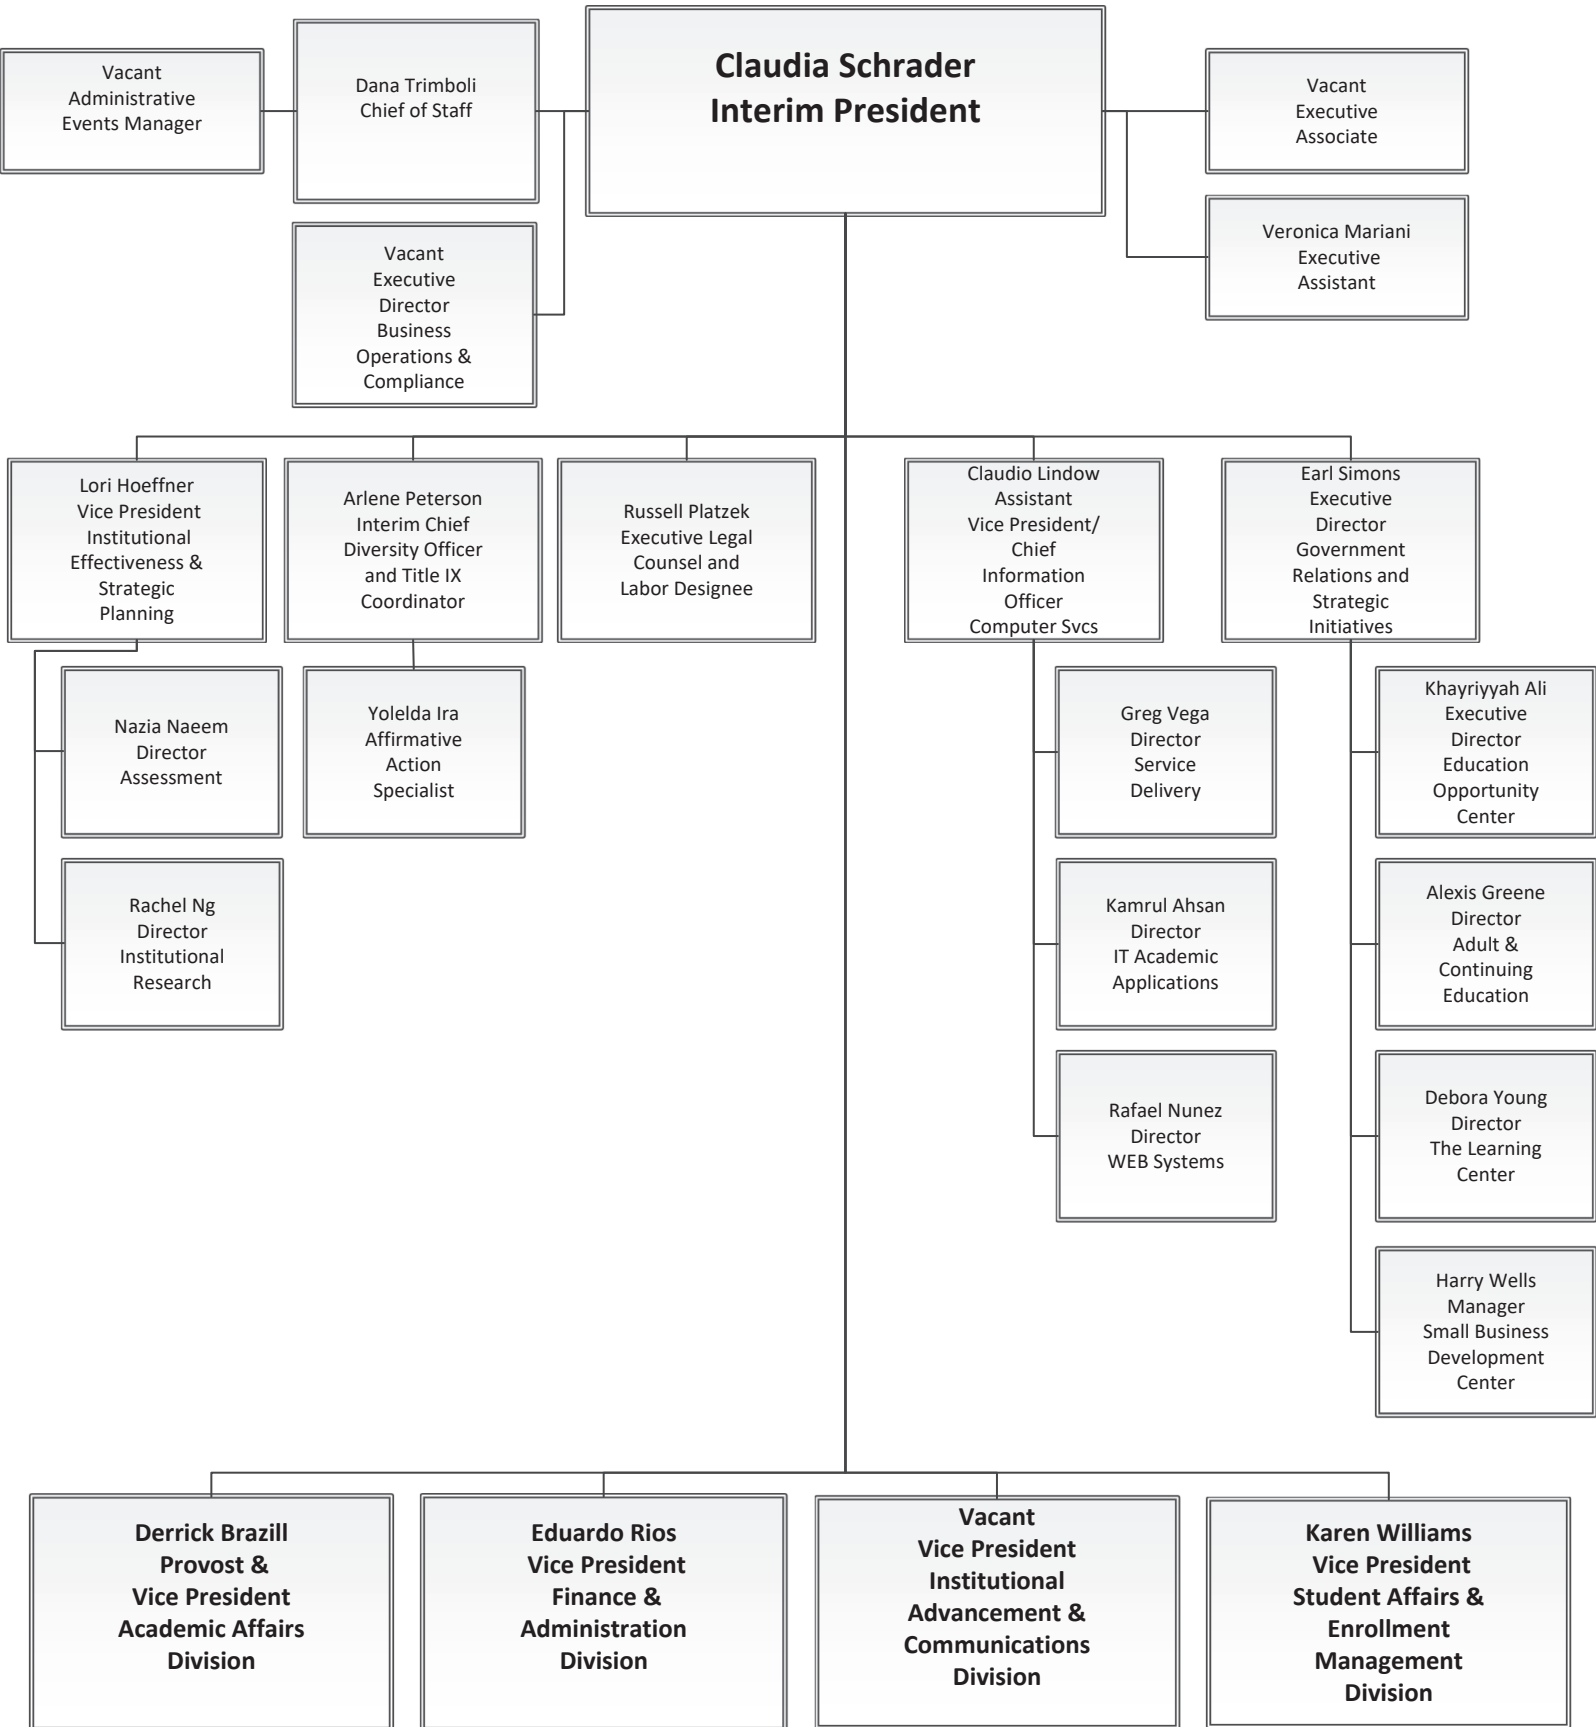 Claudia Schrader
Interim President
Vacant
Administrative
Events Manager
Dana Trimboli
Chief of Staff
Vacant
Executive
Associate
Veronica Mariani
Executive
Assistant
Vacant
Executive
Director
Business
Operations &
Compliance
Lori Hoeffner
Vice President
Institutional
Effectiveness &
Strategic
Planning
Arlene Peterson
Interim Chief
Diversity Officer
and Title IX
Coordinator
Russell Platzek
Executive Legal
Counsel and
Labor Designee
Claudio Lindow
Assistant
Vice President/
Chief
Information
Officer
Computer Svcs
Earl Simons
Executive
Director
Government
Relations and
Strategic
Initiatives
Nazia Naeem
Director
Assessment
Yolelda Ira
Affirmative
Action
Specialist
Greg Vega
Director
Service
Delivery
Khayriyyah Ali
Executive
Director
Education
Opportunity
Center
Rachel Ng
Director
Institutional
Research
Kamrul Ahsan
Director
IT Academic
Applications
Alexis Greene
Director
Adult &
Continuing
Education
Rafael Nunez
Director
WEB Systems
Debora Young
Director
The Learning
Center
Harry Wells
Manager
Small Business
Development
Center
Derrick Brazill
Provost &
Vice President
Academic Affairs
Division
Eduardo Rios
Vice President
Finance &
Administration
Division
Vacant
Vice President
Institutional
Advancement &
Communications
Division
Karen Williams
Vice President
Student Affairs &
Enrollment
Management
Division